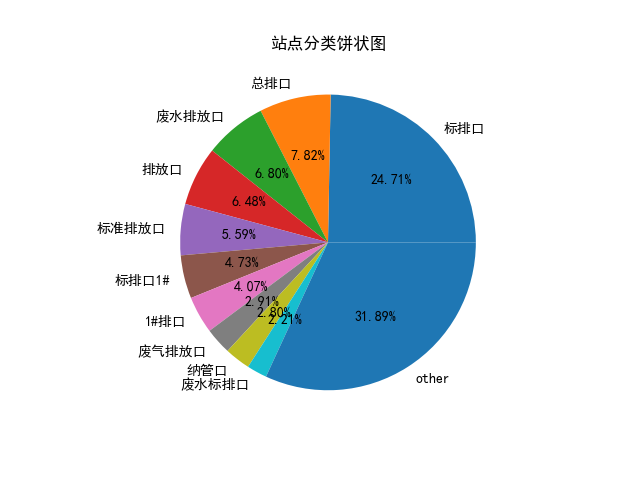 站点分类饼状图
总排口
废水排放口
标排口
7.82%
6.80%
24.71%
排放口
6.48%
标准排放口
5.59%
4.73%
标排口1#
4.07%
2.91%
2.80%
2.21%
31.89%
1#排口
废气排放口
纳管口
废水标排口
other